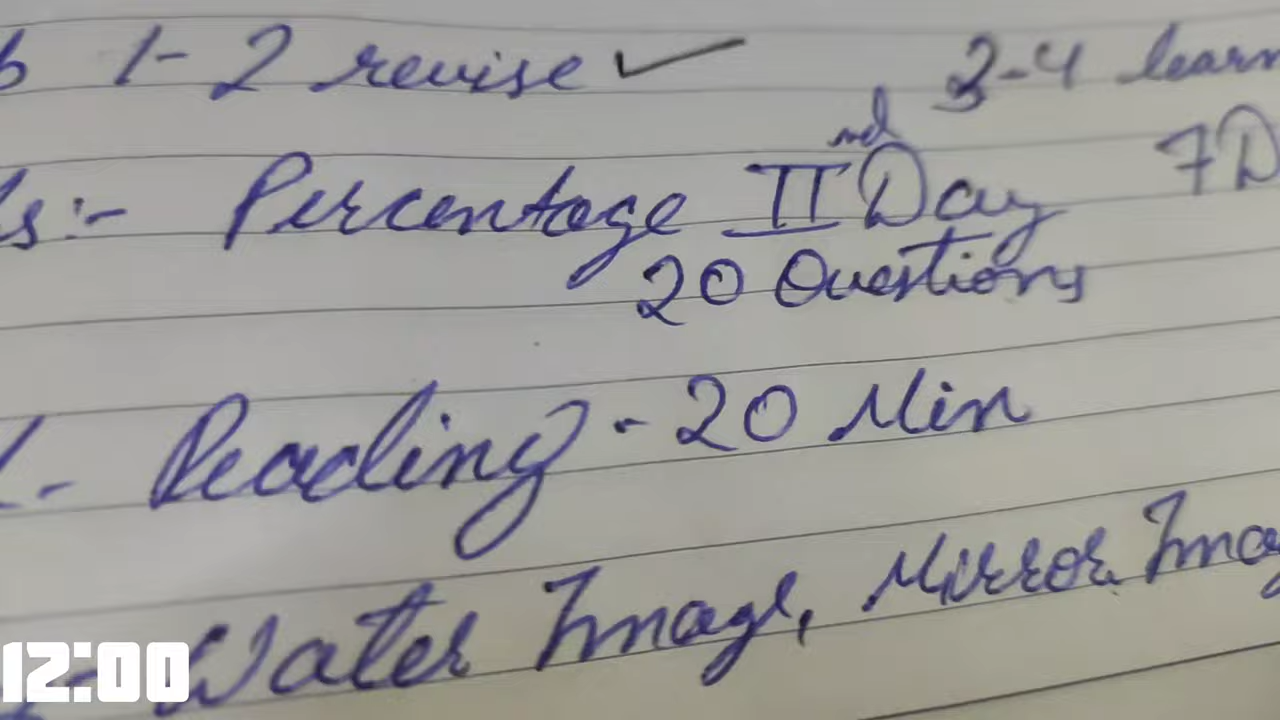 b 1-2 revise ✓ 3-4 learn
ls:- Percentage IInd Day 7D
20 Questions
- Reading - 20 Min
- Water Image, Mirror Imag
12:00